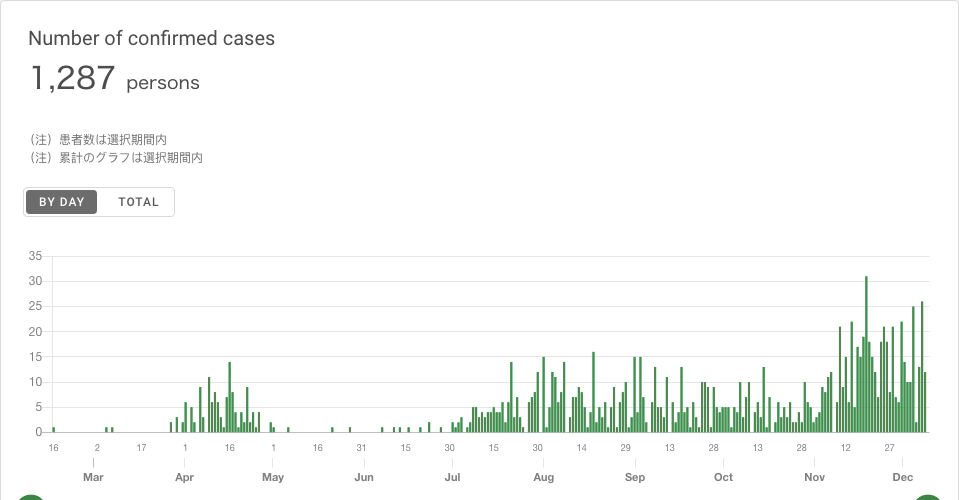 Number of confirmed cases
1,287 persons
（注）患者数は選択期間内
（注）累計のグラフは選択期間内
BY DAY TOTAL
35
30
25
20
15
10
5
0
16 2 17 1 16 1 16 31 15 30 15 30 14 29 13 28 13 28 12 27
Mar Apr May Jun Jul Aug Sep Oct Nov Dec